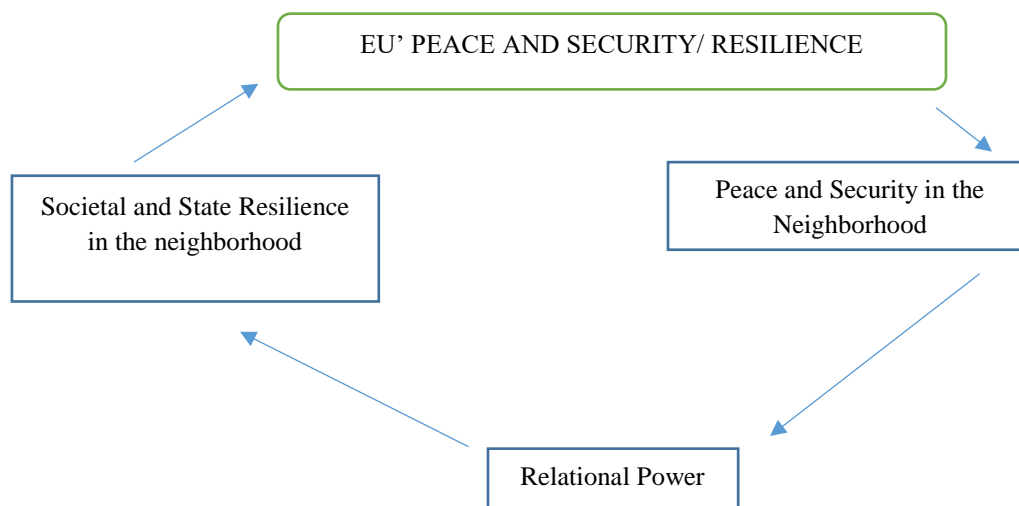 EU’ PEACE AND SECURITY/ RESILIENCE
Societal and State Resilience
in the neighborhood
Peace and Security in the
Neighborhood
Relational Power